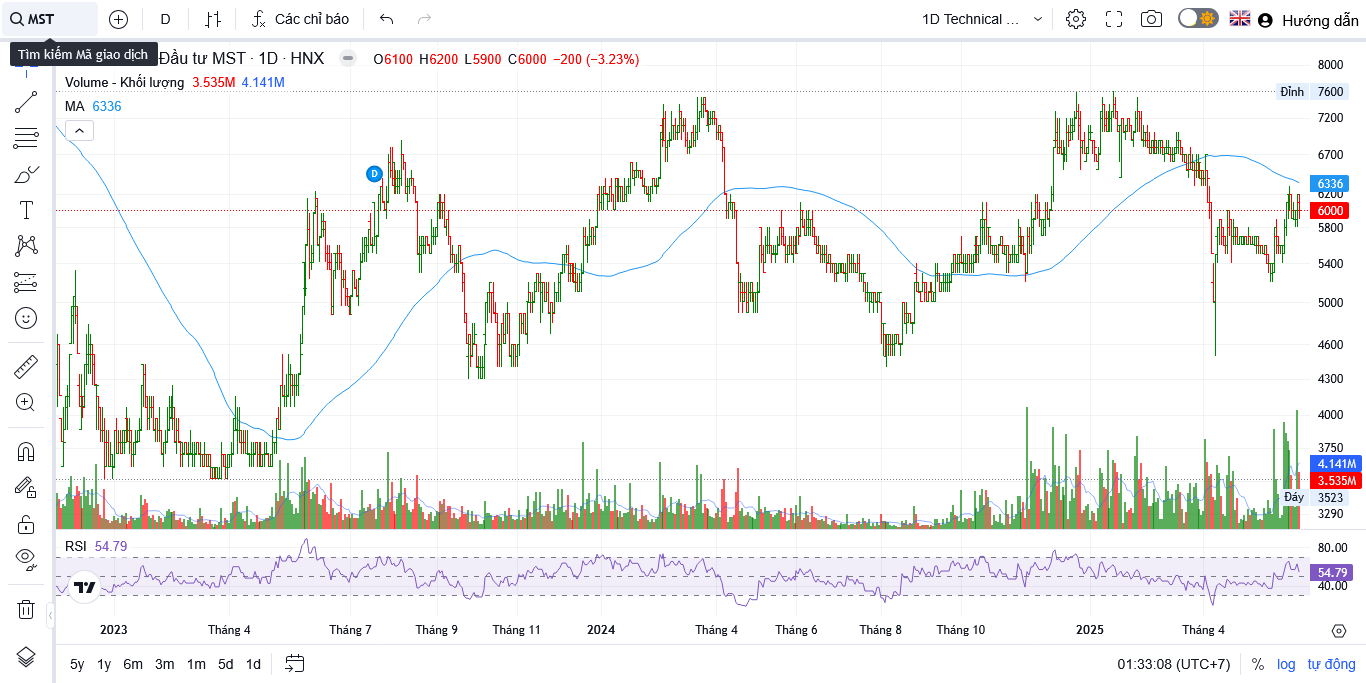 MST D Các chỉ báo 1D Technical ... Hướng dẫn
Tìm kiếm Mã giao dịch
Đầu tư MST · 1D · HNX O6100 H6200 L5900 C6000 −200 (−3.23%)
Volume - Khối lượng 3.535M 4.141M
MA 6336
D
8000
Đỉnh 7600
7200
6700
6336
6200
6000
5800
5400
5000
4600
4300
4000
3750
4.141M
3.535M
Đáy 3523
3290
RSI 54.79
80.00
54.79
40.00
2023 Tháng 4 Tháng 7 Tháng 9 Tháng 11 2024 Tháng 4 Tháng 6 Tháng 8 Tháng 10 2025 Tháng 4
5y 1y 6m 3m 1m 5d 1d 01:33:08 (UTC+7) % log tự động